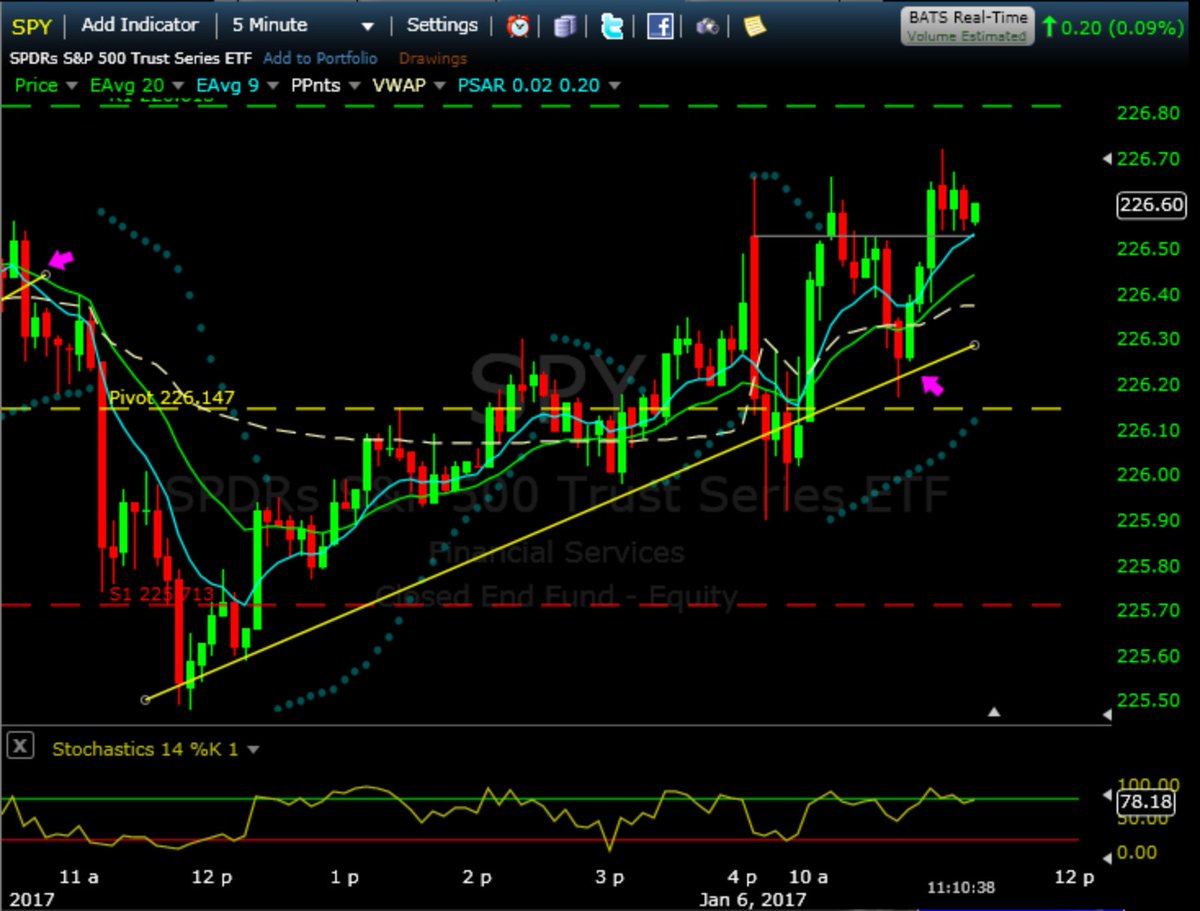 SPY Add Indicator 5 Minute Settings BATS Real-Time 0.20 (0.09%)
Volume Estimated
SPDRs S&P 500 Trust Series ETF Add to Portfolio Drawings
Price EAvg 20 EAvg 9 PPnts VWAP PSAR 0.02 0.20
226.80
226.70
226.60
226.50
226.40
226.30
SPY
226.20
Pivot 226.147
226.10
226.00
SPDRs S&P 500 Trust Series ETF
225.90
Financial Services
225.80
S1 225.713
Closed End Fund - Equity
225.70
225.60
225.50
X Stochastics 14 %K 1
100.00
78.18
50.00
0.00
11 a 12 p 1 p 2 p 3 p 4 p 10 a 11:10:38 12 p
2017 Jan 6, 2017